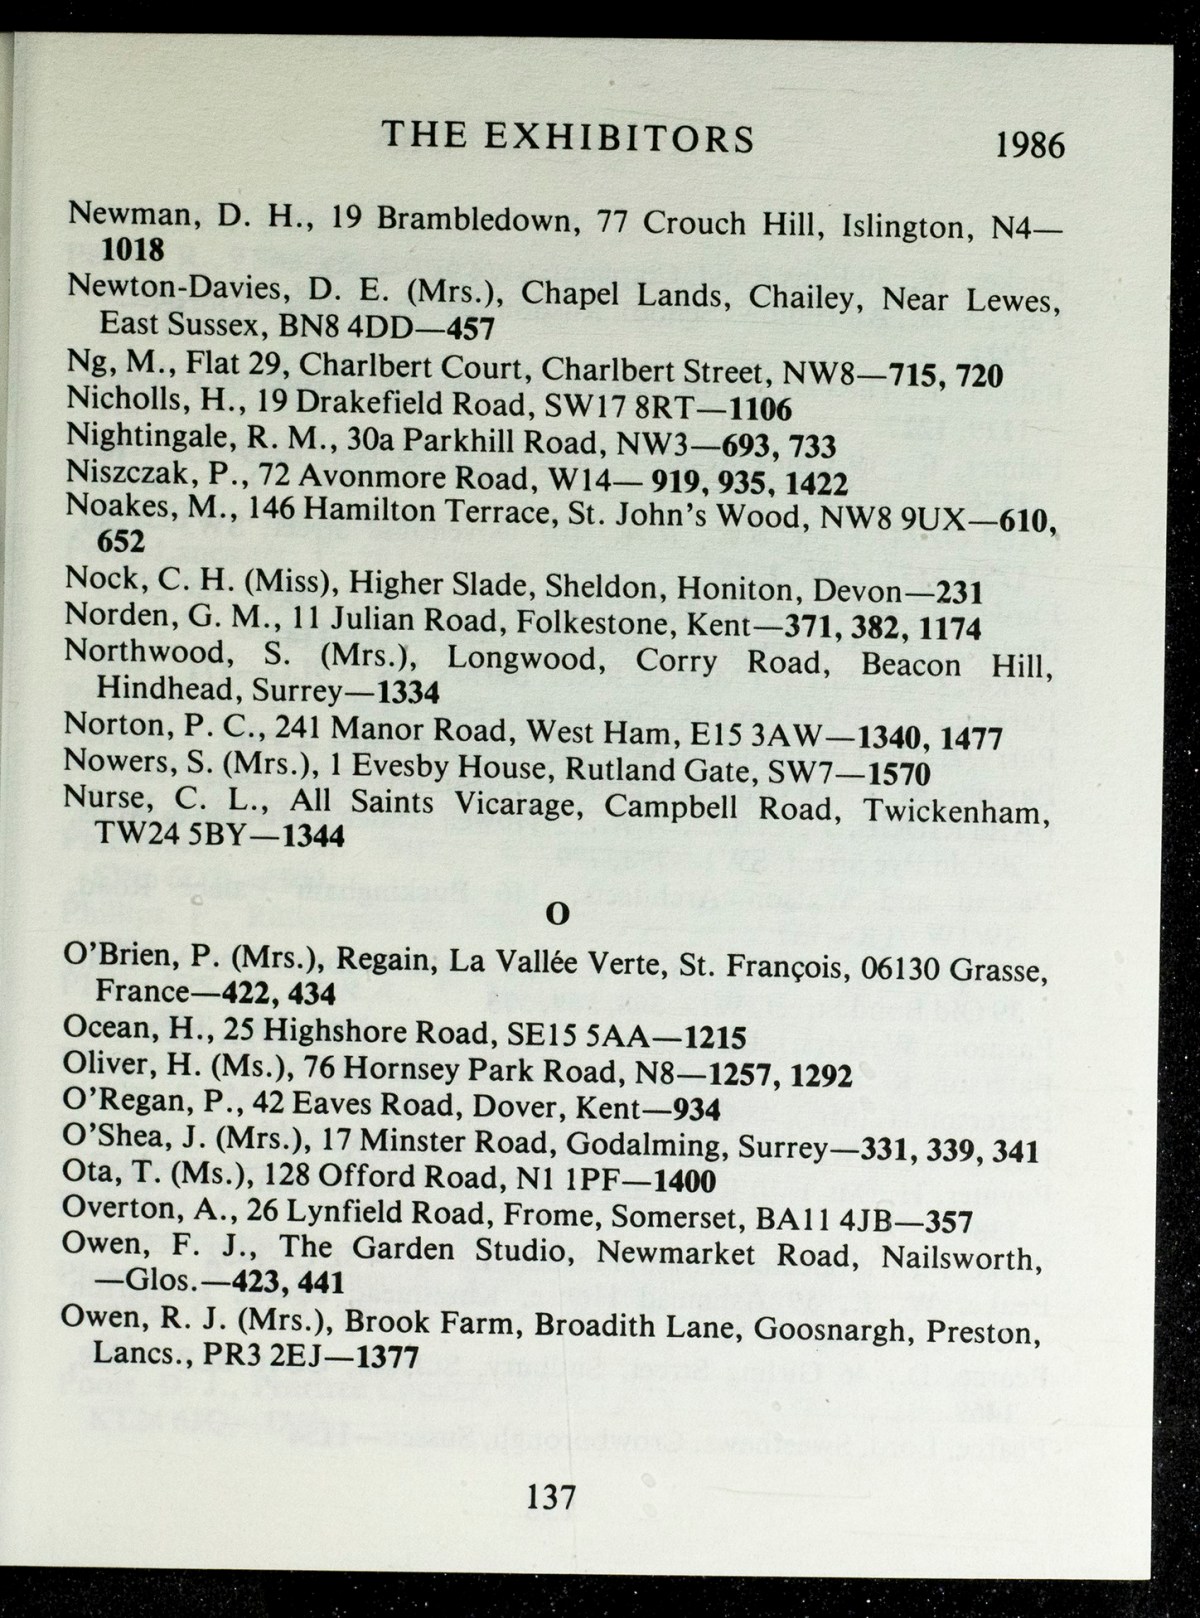 THE EXHIBITORS 1986
Newman, D. H., 19 Brambledown, 77 Crouch Hill, Islington, N4—
1018
Newton-Davies, D. E. (Mrs.), Chapel Lands, Chailey, Near Lewes,
East Sussex, BN8 4DD—457
Ng, M., Flat 29, Charlbert Court, Charlbert Street, NW8—715, 720
Nicholls, H., 19 Drakefield Road, SW17 8RT—1106
Nightingale, R. M., 30a Parkhill Road, NW3—693, 733
Niszczak, P., 72 Avonmore Road, W14— 919, 935, 1422
Noakes, M., 146 Hamilton Terrace, St. John's Wood, NW8 9UX—610,
652
Nock, C. H. (Miss), Higher Slade, Sheldon, Honiton, Devon—231
Norden, G. M., 11 Julian Road, Folkestone, Kent—371, 382, 1174
Northwood, S. (Mrs.), Longwood, Corry Road, Beacon Hill,
Hindhead, Surrey—1334
Norton, P. C., 241 Manor Road, West Ham, E15 3AW—1340, 1477
Nowers, S. (Mrs.), 1 Evesby House, Rutland Gate, SW7—1570
Nurse, C. L., All Saints Vicarage, Campbell Road, Twickenham,
TW24 5BY—1344
O
O'Brien, P. (Mrs.), Regain, La Vallée Verte, St. François, 06130 Grasse,
France—422, 434
Ocean, H., 25 Highshore Road, SE15 5AA—1215
Oliver, H. (Ms.), 76 Hornsey Park Road, N8—1257, 1292
O'Regan, P., 42 Eaves Road, Dover, Kent—934
O'Shea, J. (Mrs.), 17 Minster Road, Godalming, Surrey—331, 339, 341
Ota, T. (Ms.), 128 Offord Road, N1 1PF—1400
Overton, A., 26 Lynfield Road, Frome, Somerset, BA11 4JB—357
Owen, F. J., The Garden Studio, Newmarket Road, Nailsworth,
—Glos.—423, 441
Owen, R. J. (Mrs.), Brook Farm, Broadith Lane, Goosnargh, Preston,
Lancs., PR3 2EJ—1377
137